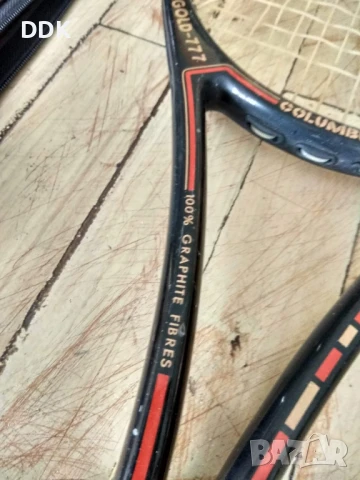 DDK
GOLD-777
COLUMB
100% GRAPHITE FIBRES
BAZAR